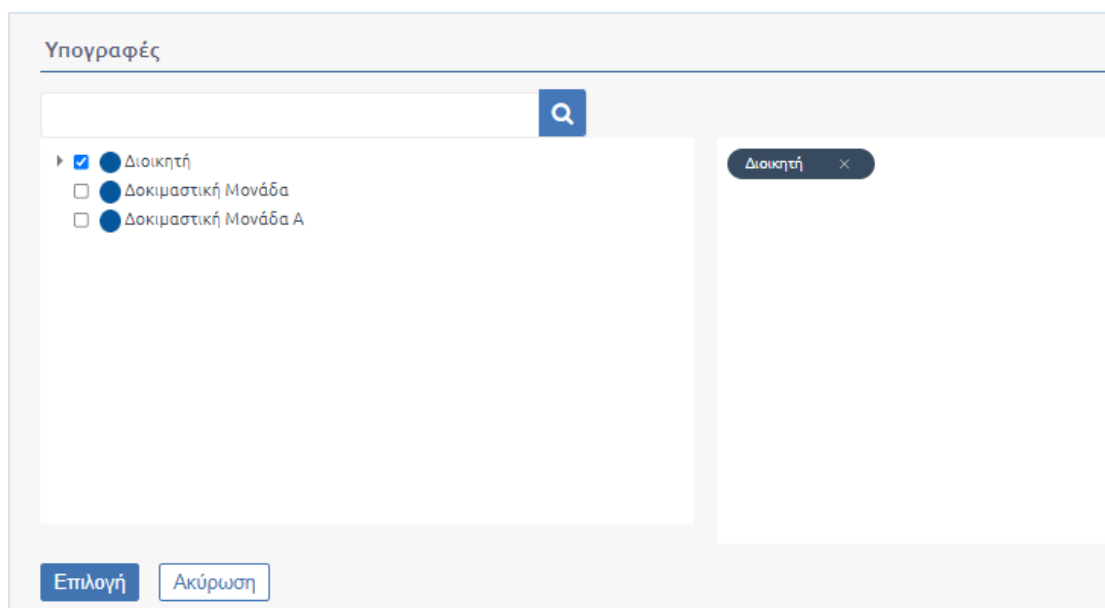 Υπογραφές
Διοικητή
Δοκιμαστική Μονάδα
Δοκιμαστική Μονάδα Α
Διοικητή
Επιλογή
Ακύρωση